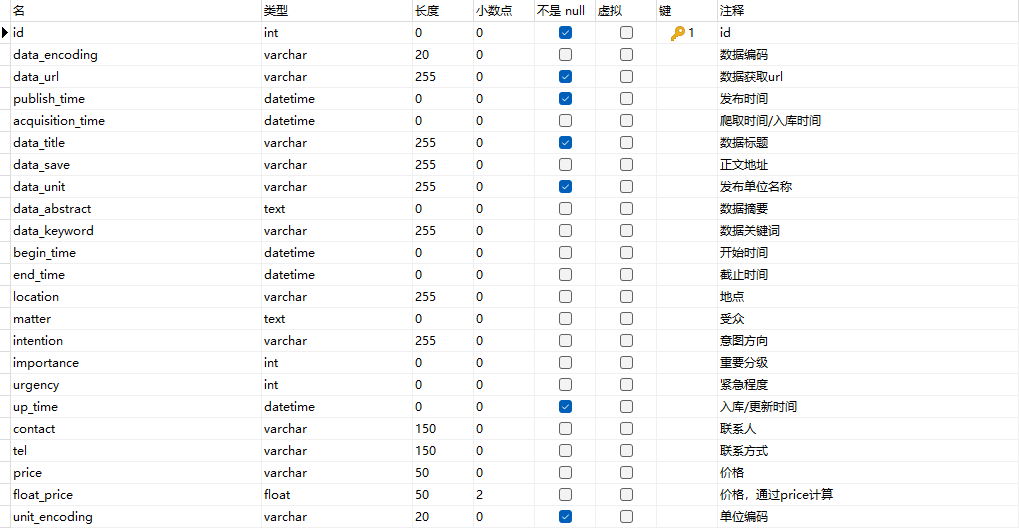 名 类型 长度 小数点 不是 null 虚拟 键 注释
id int 0 0 1 id
data_encoding varchar 20 0 数据编码
data_url varchar 255 0 数据获取url
publish_time datetime 0 0 发布时间
acquisition_time datetime 0 0 爬取时间/入库时间
data_title varchar 255 0 数据标题
data_save varchar 255 0 正文地址
data_unit varchar 255 0 发布单位名称
data_abstract text 0 0 数据摘要
data_keyword varchar 255 0 数据关键词
begin_time datetime 0 0 开始时间
end_time datetime 0 0 截止时间
location varchar 255 0 地点
matter text 0 0 受众
intention varchar 255 0 意图方向
importance int 0 0 重要分级
urgency int 0 0 紧急程度
up_time datetime 0 0 入库/更新时间
contact varchar 150 0 联系人
tel varchar 150 0 联系方式
price varchar 50 0 价格
float_price float 50 2 价格，通过price计算
unit_encoding varchar 20 0 单位编码